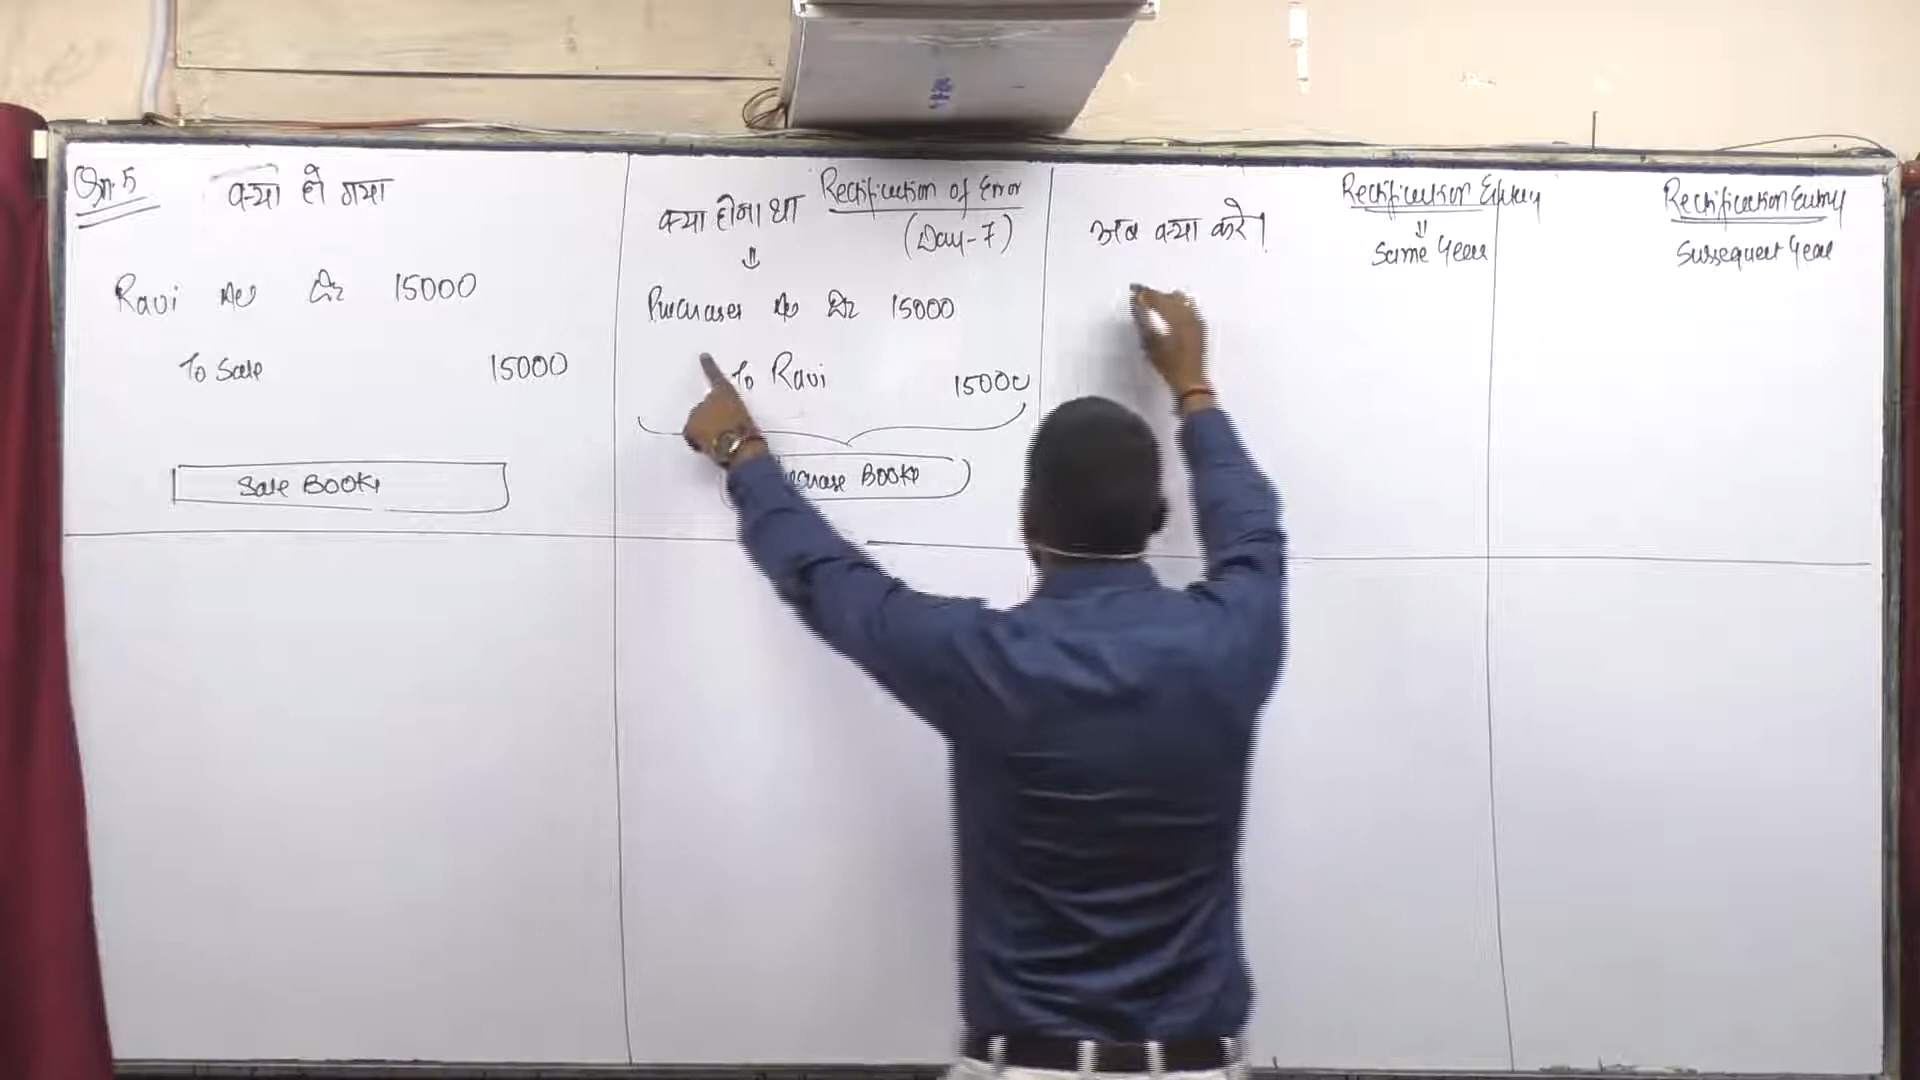 Qn. 5
क्या हो गया
Ravi A/c Dr 15000
To Sale 15000
Sale Book
क्या होना था
Rectification of Error
(Day-7)
⇓
Purchases A/c Dr 15000
To Ravi 15000
Book
अब क्या करे।
Rectification Entry
⇓
Same Year
Rectification Entry
Subsequent Year